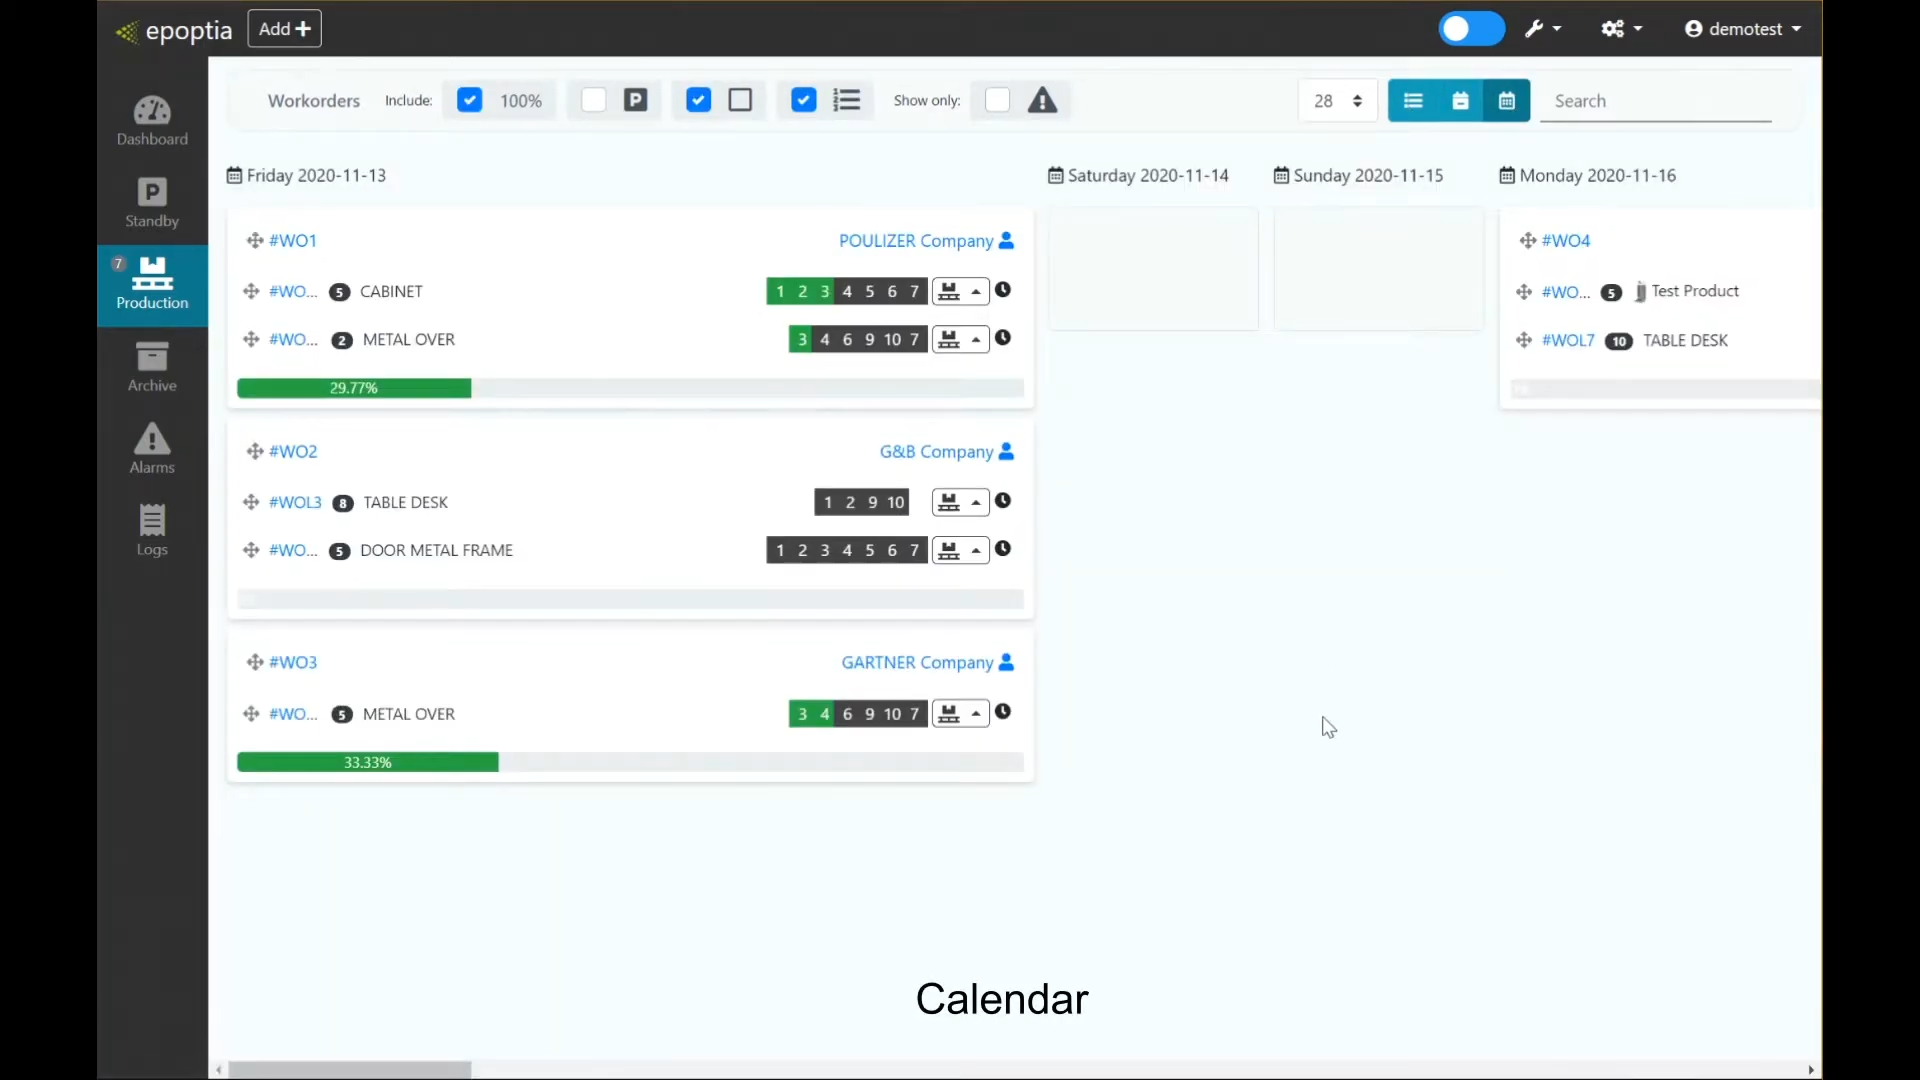 epoptia Add demotest
Dashboard
Standby
7
Production
Archive
Alarms
Logs
Workorders Include: 100% P Show only: 28 Search
Friday 2020-11-13 Saturday 2020-11-14 Sunday 2020-11-15 Monday 2020-11-16
#WO1 POULIZER Company
#WO... 5 CABINET 1 2 3 4 5 6 7
#WO... 2 METAL OVER 3 4 6 9 10 7
29.77%
#WO2 G&B Company
#WOL3 8 TABLE DESK 1 2 9 10
#WO... 5 DOOR METAL FRAME 1 2 3 4 5 6 7
#WO3 GARTNER Company
#WO... 5 METAL OVER 3 4 6 9 10 7
33.33%
#WO4
#WO... 5 Test Product
#WOL7 10 TABLE DESK
Calendar